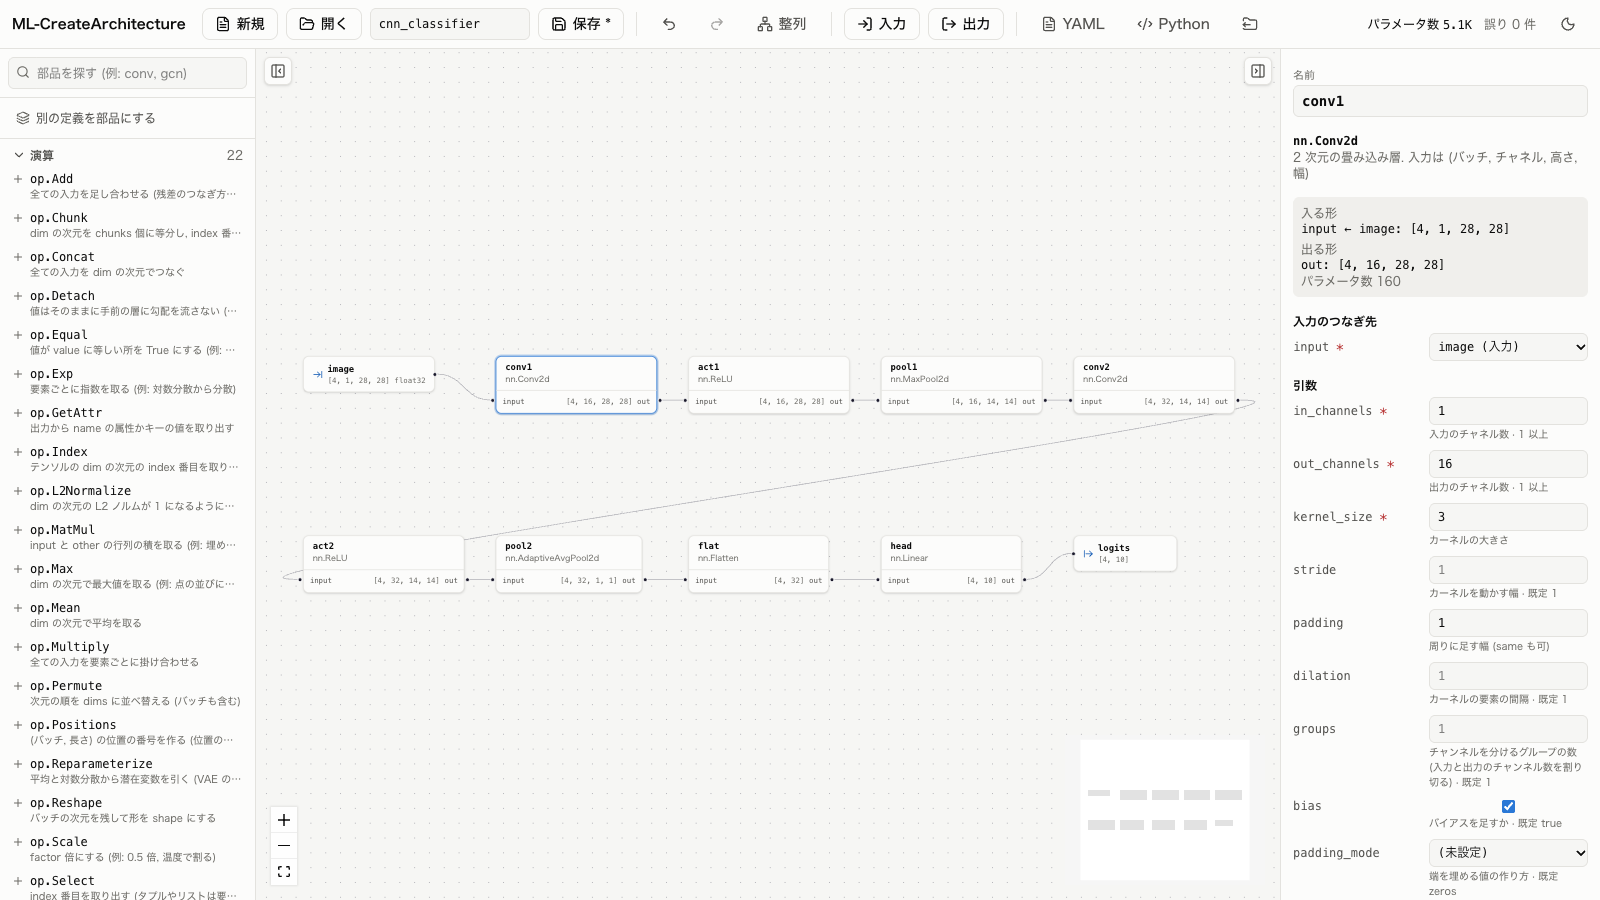 ML-CreateArchitecture 新規 開く cnn_classifier 保存 * 整列 入力 出力 YAML Python パラメータ数 5.1K 誤り 0 件
部品を探す (例: conv, gcn)
別の定義を部品にする
演算 22
op.Add
全ての入力を足し合わせる (残差のつなぎ方…
op.Chunk
dim の次元を chunks 個に等分し, index 番…
op.Concat
全ての入力を dim の次元でつなぐ
op.Detach
値はそのままに手前の層に勾配を流さない (…
op.Equal
値が value に等しい所を True にする (例: …
op.Exp
要素ごとに指数を取る (例: 対数分散から分散)
op.GetAttr
出力から name の属性かキーの値を取り出す
op.Index
テンソルの dim の次元の index 番目を取り…
op.L2Normalize
dim の次元の L2 ノルムが 1 になるように…
op.MatMul
input と other の行列の積を取る (例: 埋め…
op.Max
dim の次元で最大値を取る (例: 点の並びに…
op.Mean
dim の次元で平均を取る
op.Multiply
全ての入力を要素ごとに掛け合わせる
op.Permute
次元の順を dims に並べ替える (バッチも含む)
op.Positions
(バッチ, 長さ) の位置の番号を作る (位置の…
op.Reparameterize
平均と対数分散から潜在変数を引く (VAE の…
op.Reshape
バッチの次元を残して形を shape にする
op.Scale
factor 倍にする (例: 0.5 倍, 温度で割る)
op.Select
index 番目を取り出す (タプルやリストは要…
image
[4, 1, 28, 28] float32
conv1
nn.Conv2d
input [4, 16, 28, 28] out
act1
nn.ReLU
input [4, 16, 28, 28] out
pool1
nn.MaxPool2d
input [4, 16, 14, 14] out
conv2
nn.Conv2d
input [4, 32, 14, 14] out
act2
nn.ReLU
input [4, 32, 14, 14] out
pool2
nn.AdaptiveAvgPool2d
input [4, 32, 1, 1] out
flat
nn.Flatten
input [4, 32] out
head
nn.Linear
input [4, 10] out
logits
[4, 10]
名前
conv1
nn.Conv2d
2 次元の畳み込み層. 入力は (バッチ, チャネル, 高さ,
幅)
入る形
input ← image: [4, 1, 28, 28]
出る形
out: [4, 16, 28, 28]
パラメータ数 160
入力のつなぎ先
input * image (入力)
引数
in_channels * 1
入力のチャネル数 · 1 以上
out_channels * 16
出力のチャネル数 · 1 以上
kernel_size * 3
カーネルの大きさ
stride 1
カーネルを動かす幅 · 既定 1
padding 1
周りに足す幅 (same も可)
dilation 1
カーネルの要素の間隔 · 既定 1
groups 1
チャンネルを分けるグループの数
(入力と出力のチャンネル数を割り
切る) · 既定 1
bias
バイアスを足すか · 既定 true
padding_mode (未設定)
端を埋める値の作り方 · 既定
zeros